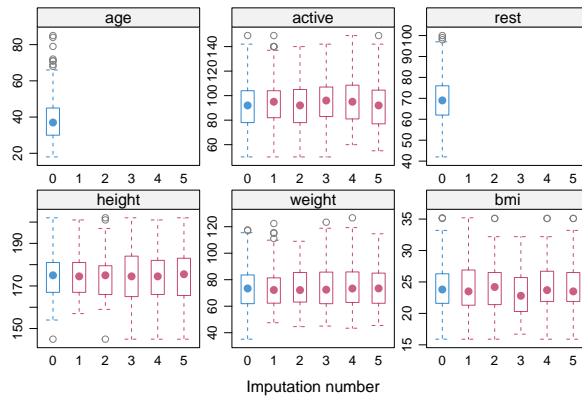 age active rest
20 40 60 80
60 80 100 120 140
40 50 60 70 80 90 100
0 1 2 3 4 5 0 1 2 3 4 5 0 1 2 3 4 5
height weight bmi
150 170 190
40 60 80 100 120
15 20 25 30 35
0 1 2 3 4 5 0 1 2 3 4 5 0 1 2 3 4 5
Imputation number